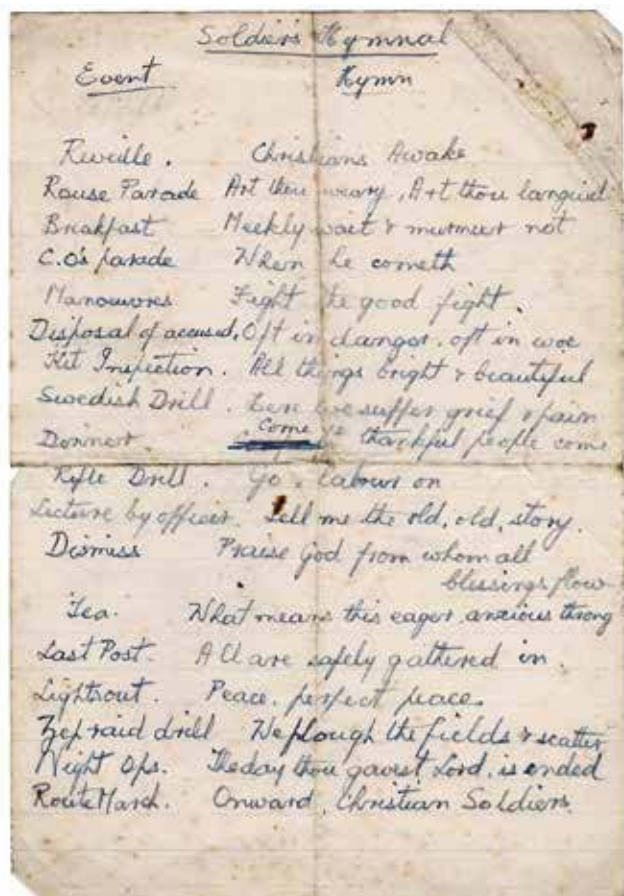 Soldier's Hymnal
Event Hymn
Reveille. Christians Awake
Rouse Parade Art thou weary, Art thou languid
Breakfast Meekly wait & murmur not
C.O's parade When he cometh
Manouvres Fight the good fight.
Disposal of accused. Oft in danger, oft in woe
Kit Inspection. All things bright & beautiful
Swedish Drill. Here we suffer grief & pain
Dinner Come ye thankful people come
Rifle Drill. Go, labour on
Lecture by officer. Tell me the old, old, story.
Dismiss Praise God from whom all
blessings flow
Tea. What means this eager, anxious throng
Last Post. All are safely gathered in.
Lights out. Peace, perfect peace.
Zep raid drill We plough the fields & scatter
Night Ops. The day thou gavest Lord, is ended
Route March. Onward, Christian Soldiers.